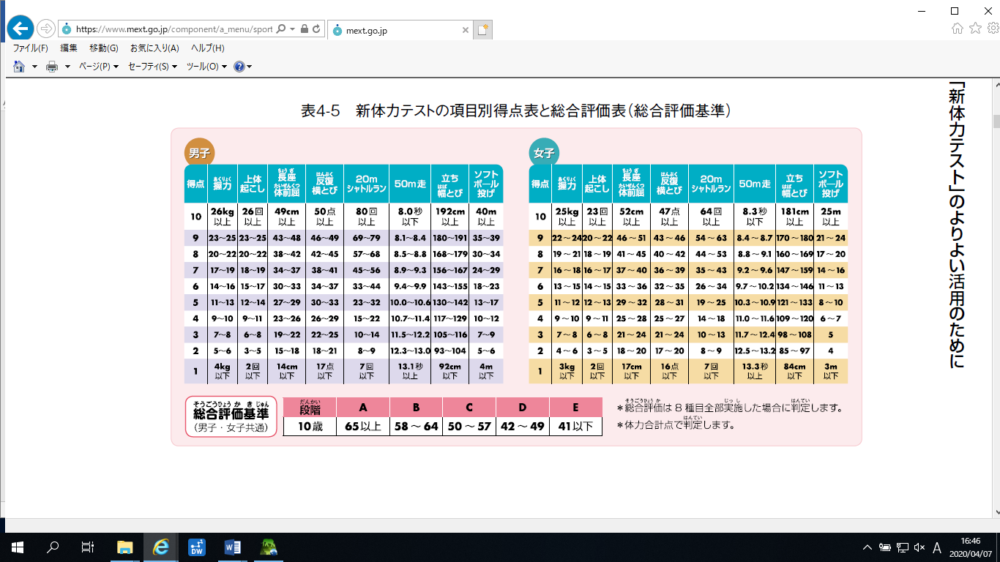 https://www.mext.go.jp/component/a_menu/sport
mext.go.jp
ファイル(F) 編集 移動(G) お気に入り(A) ヘルプ(H)
ページ(P) セーフティ(S) ツール(O)
「新体力テスト」のよりよい活用のために
表4-5 新体力テストの項目別得点表と総合評価表(総合評価基準)
男子
得点 握力 上体起こし 長座体前屈 反復横とび 20mシャトルラン 50m走 立ち幅とび ソフトボール投げ
10 26kg以上 26回以上 49cm以上 50点以上 80回以上 8.0秒以下 192cm以上 40m以上
9 23～25 23～25 43～48 46～49 69～79 8.1～8.4 180～191 35～39
8 20～22 20～22 38～42 42～45 57～68 8.5～8.8 168～179 30～34
7 17～19 18～19 34～37 38～41 45～56 8.9～9.3 156～167 24～29
6 14～16 15～17 30～33 34～37 33～44 9.4～9.9 143～155 18～23
5 11～13 12～14 27～29 30～33 23～32 10.0～10.6 130～142 13～17
4 9～10 9～11 23～26 26～29 15～22 10.7～11.4 117～129 10～12
3 7～8 6～8 19～22 22～25 10～14 11.5～12.2 105～116 7～9
2 5～6 3～5 15～18 18～21 8～9 12.3～13.0 93～104 5～6
1 4kg以下 2回以下 14cm以下 17点以下 7回以下 13.1秒以上 92cm以下 4m以下
女子
得点 握力 上体起こし 長座体前屈 反復横とび 20mシャトルラン 50m走 立ち幅とび ソフトボール投げ
10 25kg以上 23回以上 52cm以上 47点以上 64回以上 8.3秒以下 181cm以上 25m以上
9 22～24 20～22 46～51 43～46 54～63 8.4～8.7 170～180 21～24
8 19～21 18～19 41～45 40～42 44～53 8.8～9.1 160～169 17～20
7 16～18 16～17 37～40 36～39 35～43 9.2～9.6 147～159 14～16
6 13～15 14～15 33～36 32～35 26～34 9.7～10.2 134～146 11～13
5 11～12 12～13 29～32 28～31 19～25 10.3～10.9 121～133 8～10
4 9～10 9～11 25～28 25～27 14～18 11.0～11.6 109～120 6～7
3 7～8 6～8 21～24 21～24 10～13 11.7～12.4 98～108 5
2 4～6 3～5 18～20 17～20 8～9 12.5～13.2 85～97 4
1 3kg以下 2回以下 17cm以下 16点以下 7回以下 13.3秒以上 84cm以下 3m以下
総合評価基準
(男子・女子共通)
段階 A B C D E
10歳 65以上 58～64 50～57 42～49 41以下
＊総合評価は8種目全部実施した場合に判定します。
＊体力合計点で判定します。
DW
A
16:46
2020/04/07